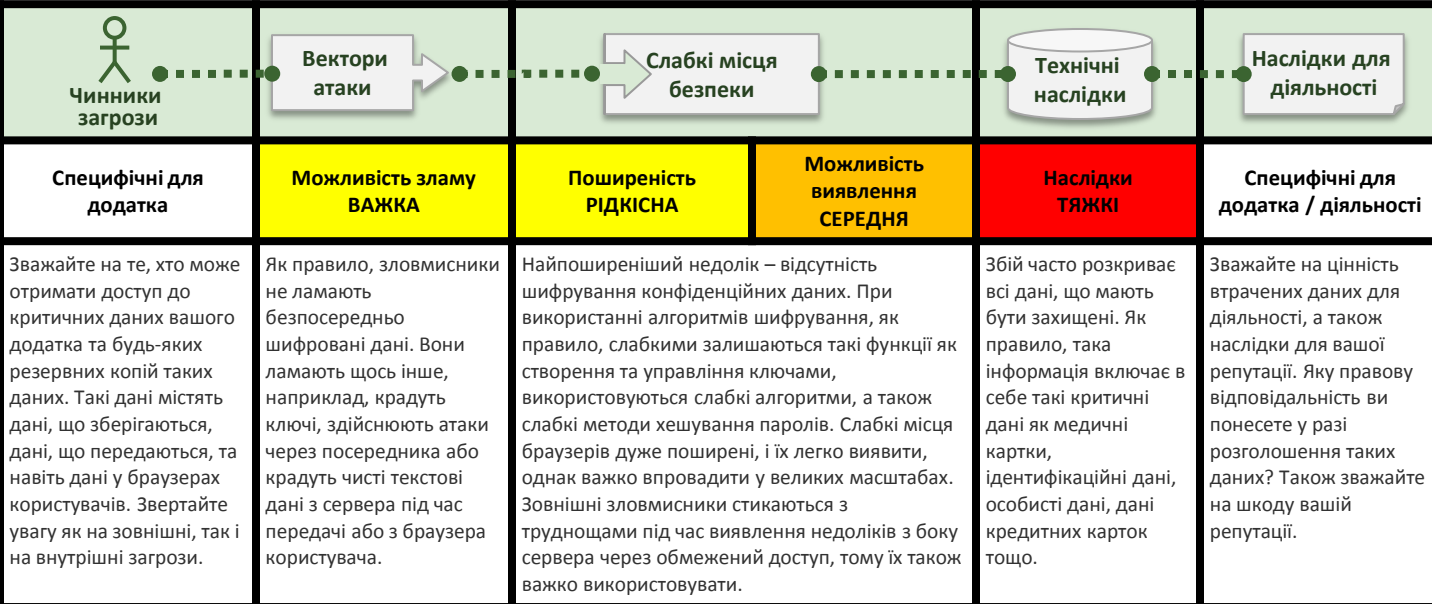 Чинники
загрози
Вектори
атаки
Слабкі місця
безпеки
Технічні
наслідки
Наслідки для
діяльності
Специфічні для
додатка
Можливість зламу
ВАЖКА
Поширеність
РІДКІСНА
Можливість
виявлення
СЕРЕДНЯ
Наслідки
ТЯЖКІ
Специфічні для
додатка / діяльності
Зважайте на те, хто може
отримати доступ до
критичних даних вашого
додатка та будь-яких
резервних копій таких
даних. Такі дані містять
дані, що зберігаються,
дані, що передаються, та
навіть дані у браузерах
користувачів. Звертайте
увагу як на зовнішні, так і
на внутрішні загрози.
Як правило, зловмисники
не ламають
безпосередньо
шифровані дані. Вони
ламають щось інше,
наприклад, крадуть
ключі, здійснюють атаки
через посередника або
крадуть чисті текстові
дані з сервера під час
передачі або з браузера
користувача.
Найпоширеніший недолік – відсутність
шифрування конфіденційних даних. При
використанні алгоритмів шифрування, як
правило, слабкими залишаються такі функції як
створення та управління ключами,
використовуються слабкі алгоритми, а також
слабкі методи хешування паролів. Слабкі місця
браузерів дуже поширені, і їх легко виявити,
однак важко впровадити у великих масштабах.
Зовнішні зловмисники стикаються з
труднощами під час виявлення недоліків з боку
сервера через обмежений доступ, тому їх також
важко використовувати.
Збій часто розкриває
всі дані, що мають
бути захищені. Як
правило, така
інформація включає в
себе такі критичні
дані як медичні
картки,
ідентифікаційні дані,
особисті дані, дані
кредитних карток
тощо.
Зважайте на цінність
втрачених даних для
діяльності, а також
наслідки для вашої
репутації. Яку правову
відповідальність ви
понесете у разі
розголошення таких
даних? Також зважайте
на шкоду вашій
репутації.